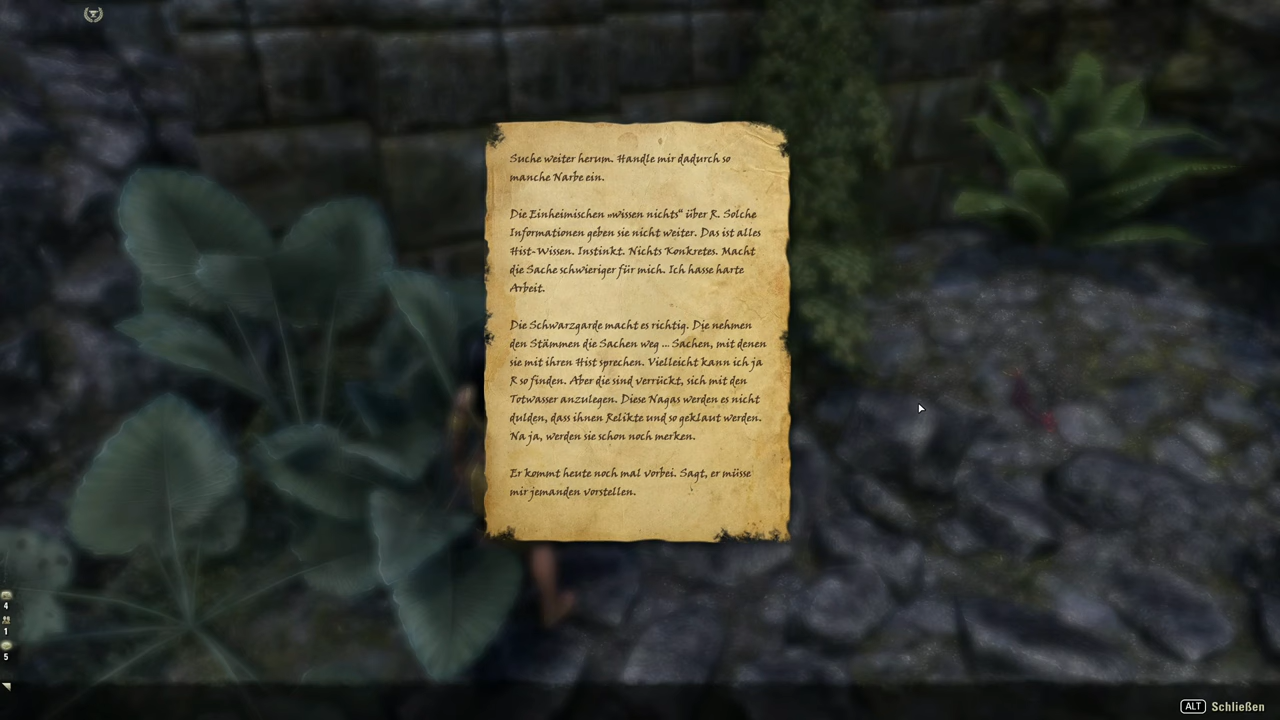 Suche weiter herum. Handle mir dadurch so
manche Narbe ein.
Die Einheimischen „wissen nichts“ über R. Solche
Informationen geben sie nicht weiter. Das ist alles
Hist-Wissen. Instinkt. Nichts Konkretes. Macht
die Sache schwieriger für mich. Ich hasse harte
Arbeit.
Die Schwarzgarde macht es richtig. Die nehmen
den Stämmen die Sachen weg ... Sachen, mit denen
sie mit ihren Hist sprechen. Vielleicht kann ich ja
R so finden. Aber die sind verrückt, sich mit den
Totwasser anzulegen. Diese Nagas werden es nicht
dulden, dass ihnen Relikte und so geklaut werden.
Na ja, werden sie schon noch merken.
Er kommt heute noch mal vorbei. Sagt, er müsse
mir jemanden vorstellen.
4
1
5
ALT Schließen